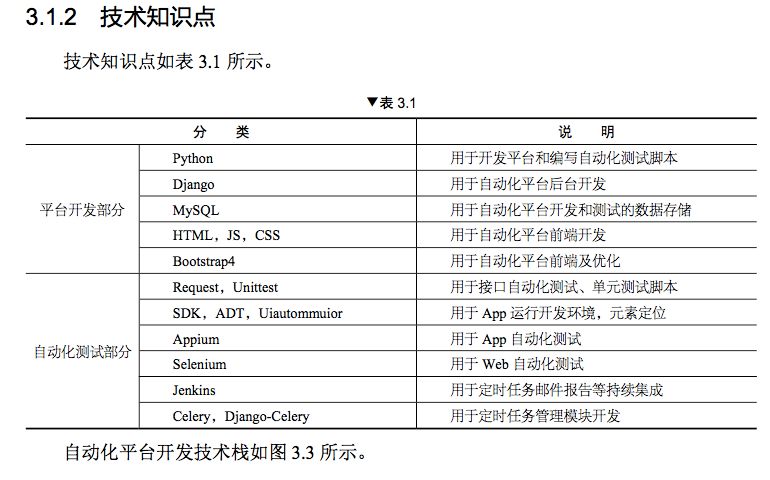 3.1.2 技术知识点
技术知识点如表 3.1 所示。
▼表 3.1
分 类 说 明
平台开发部分
Python 用于开发平台和编写自动化测试脚本
Django 用于自动化平台后台开发
MySQL 用于自动化平台开发和测试的数据存储
HTML，JS，CSS 用于自动化平台前端开发
Bootstrap4 用于自动化平台前端及优化
自动化测试部分
Request，Unittest 用于接口自动化测试、单元测试脚本
SDK，ADT，Uiautommuior 用于 App 运行开发环境，元素定位
Appium 用于 App 自动化测试
Selenium 用于 Web 自动化测试
Jenkins 用于定时任务邮件报告等持续集成
Celery，Django-Celery 用于定时任务管理模块开发
自动化平台开发技术栈如图 3.3 所示。